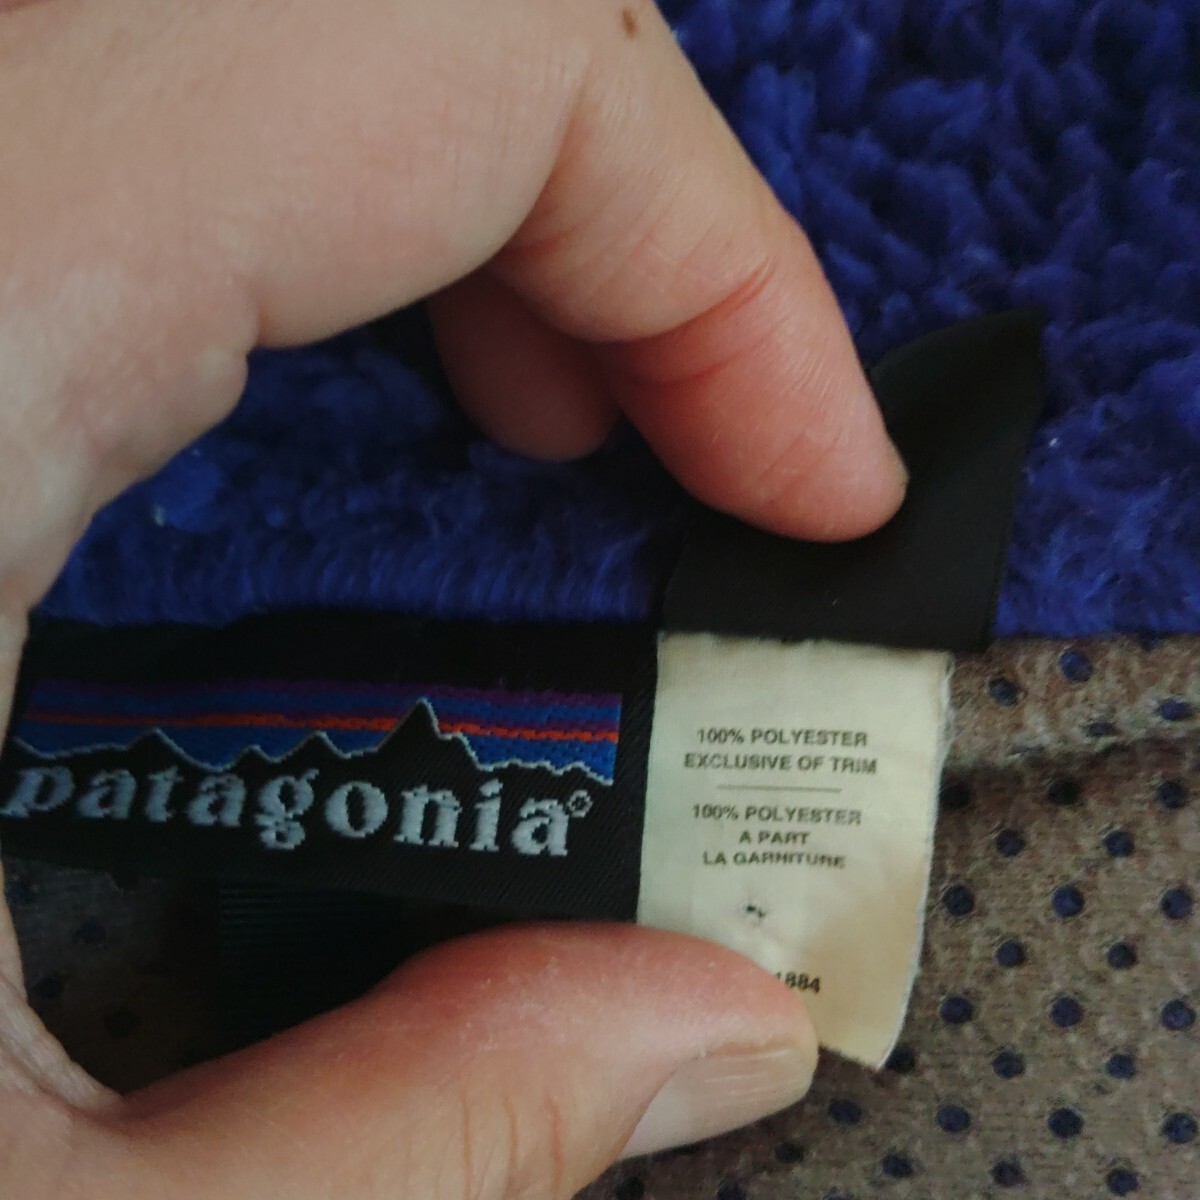 patagonia®
100% POLYESTER
EXCLUSIVE OF TRIM
100% POLYESTER
A PART
LA GARNITURE
1884